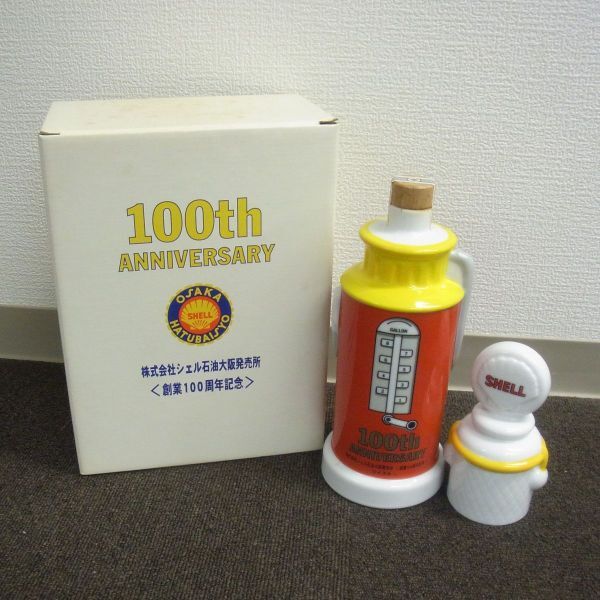 100th
ANNIVERSARY
OSAKA
SHELL
HATUBAISYO
株式会社シェル石油大阪発売所
<創業100周年記念>
GALLON
100th
ANNIVERSARY
SHELL